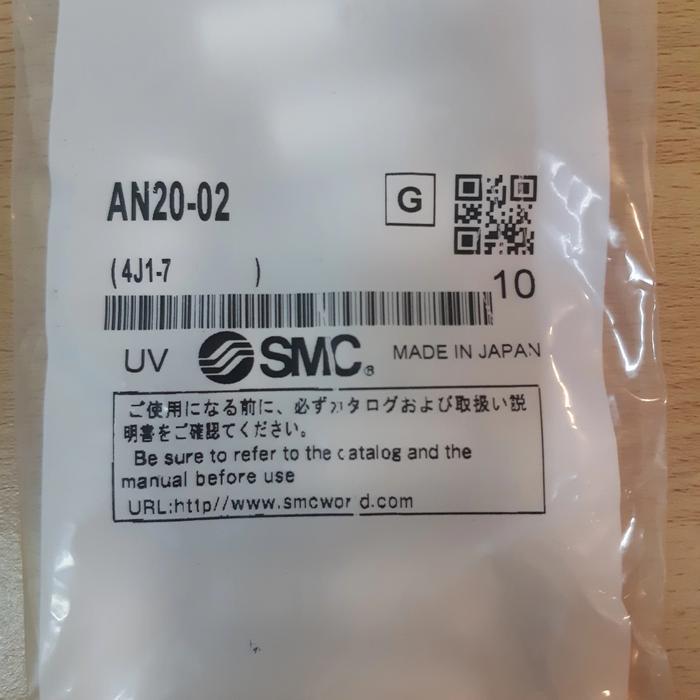 AN20-02
G
(4J1-7 )
10
UV SMC® MADE IN JAPAN
ご使用になる前に、必ずカタログおよび取扱い説
明書をご確認てください。
Be sure to refer to the catalog and the
manual before use
URL:http//www.smcwor d.com